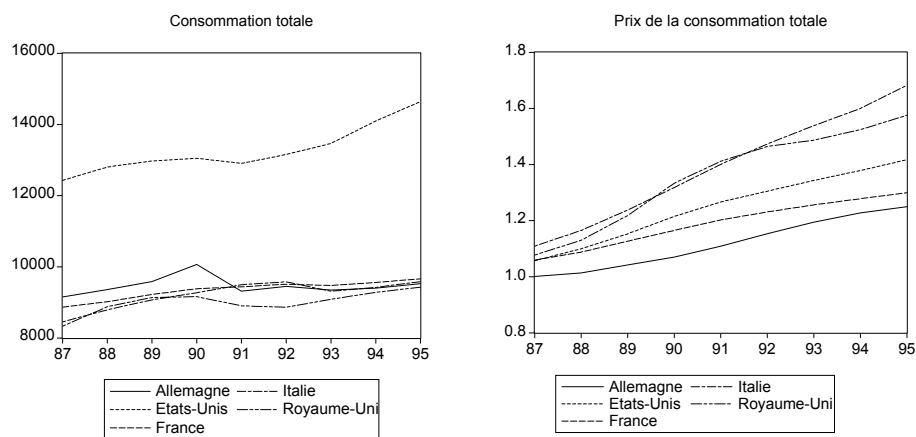 Consommation totale
16000
14000
12000
10000
8000
87 88 89 90 91 92 93 94 95
Allemagne Italie
Etats-Unis Royaume-Uni
France
Prix de la consommation totale
1.8
1.6
1.4
1.2
1.0
0.8
87 88 89 90 91 92 93 94 95
Allemagne Italie
Etats-Unis Royaume-Uni
France